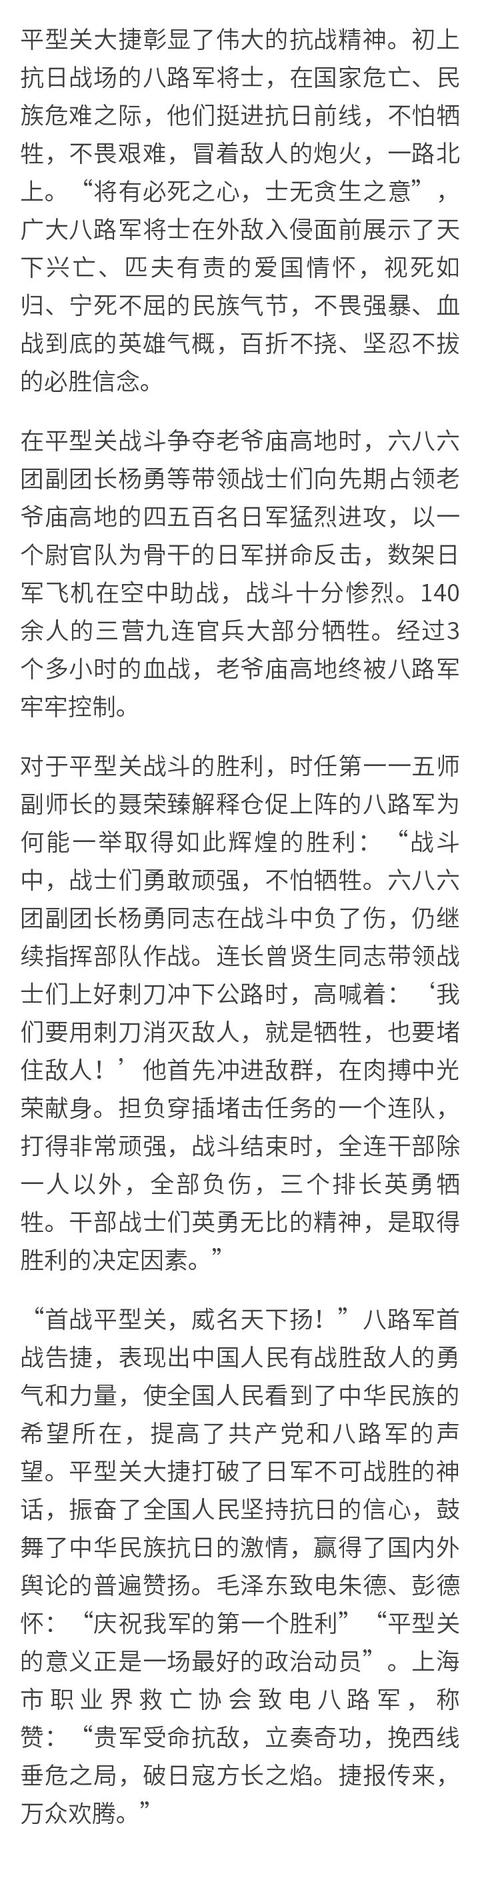 平型关大捷彰显了伟大的抗战精神。初上
抗日战场的八路军将士，在国家危亡、民
族危难之际，他们挺进抗日前线，不怕牺
牲，不畏艰难，冒着敌人的炮火，一路北
上。“将有必死之心，士无贪生之意”，
广大八路军将士在外敌入侵面前展示了天
下兴亡、匹夫有责的爱国情怀，视死如
归、宁死不屈的民族气节，不畏强暴、血
战到底的英雄气概，百折不挠、坚忍不拔
的必胜信念。
在平型关战斗争夺老爷庙高地时，六八六
团副团长杨勇等带领战士们向先期占领老
爷庙高地的四五百名日军猛烈进攻，以一
个尉官队为骨干的日军拼命反击，数架日
军飞机在空中助战，战斗十分惨烈。140
余人的三营九连官兵大部分牺牲。经过3
个多小时的血战，老爷庙高地终被八路军
牢牢控制。
对于平型关战斗的胜利，时任第一一五师
副师长的聂荣臻解释仓促上阵的八路军为
何能一举取得如此辉煌的胜利：“战斗
中，战士们勇敢顽强，不怕牺牲。六八六
团副团长杨勇同志在战斗中负了伤，仍继
续指挥部队作战。连长曾贤生同志带领战
士们上好刺刀冲下公路时，高喊着：‘我
们要用刺刀消灭敌人，就是牺牲，也要堵
住敌人！’他首先冲进敌群，在肉搏中光
荣献身。担负穿插堵击任务的一个连队，
打得非常顽强，战斗结束时，全连干部除
一人以外，全部负伤，三个排长英勇牺
牲。干部战士们英勇无比的精神，是取得
胜利的决定因素。”
“首战平型关，威名天下扬！”八路军首
战告捷，表现出中国人民有战胜敌人的勇
气和力量，使全国人民看到了中华民族的
希望所在，提高了共产党和八路军的声
望。平型关大捷打破了日军不可战胜的神
话，振奋了全国人民坚持抗日的信心，鼓
舞了中华民族抗日的激情，赢得了国内外
舆论的普遍赞扬。毛泽东致电朱德、彭德
怀：“庆祝我军的第一个胜利”“平型关
的意义正是一场最好的政治动员”。上海
市职业界救亡协会致电八路军，称
赞：“贵军受命抗敌，立奏奇功，挽西线
垂危之局，破日寇方长之焰。捷报传来，
万众欢腾。”